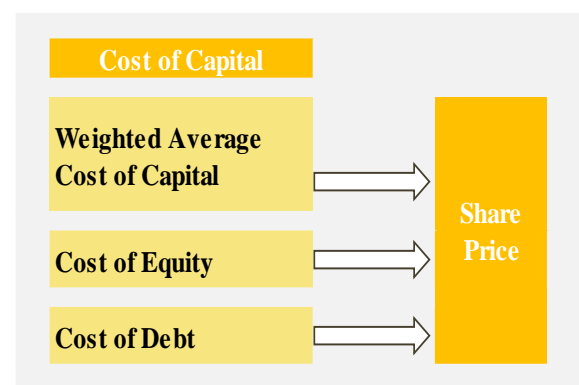 Cost of Capital
Weighted Average
Cost of Capital
Share
Price
Cost of Equity
Cost of Debt